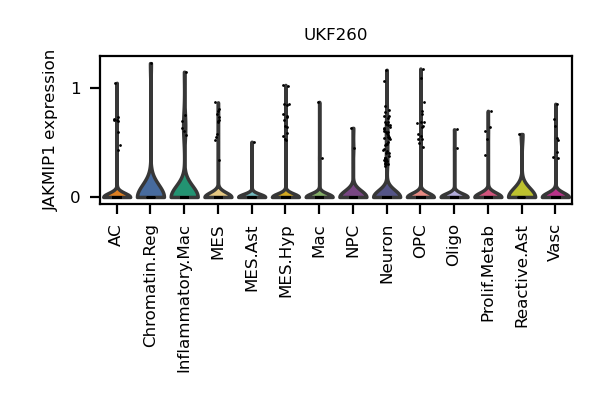 UKF260
JAKMIP1 expression
1
0
AC
Chromatin.Reg
Inflammatory.Mac
MES
MES.Ast
MES.Hyp
Mac
NPC
Neuron
OPC
Oligo
Prolif.Metab
Reactive.Ast
Vasc